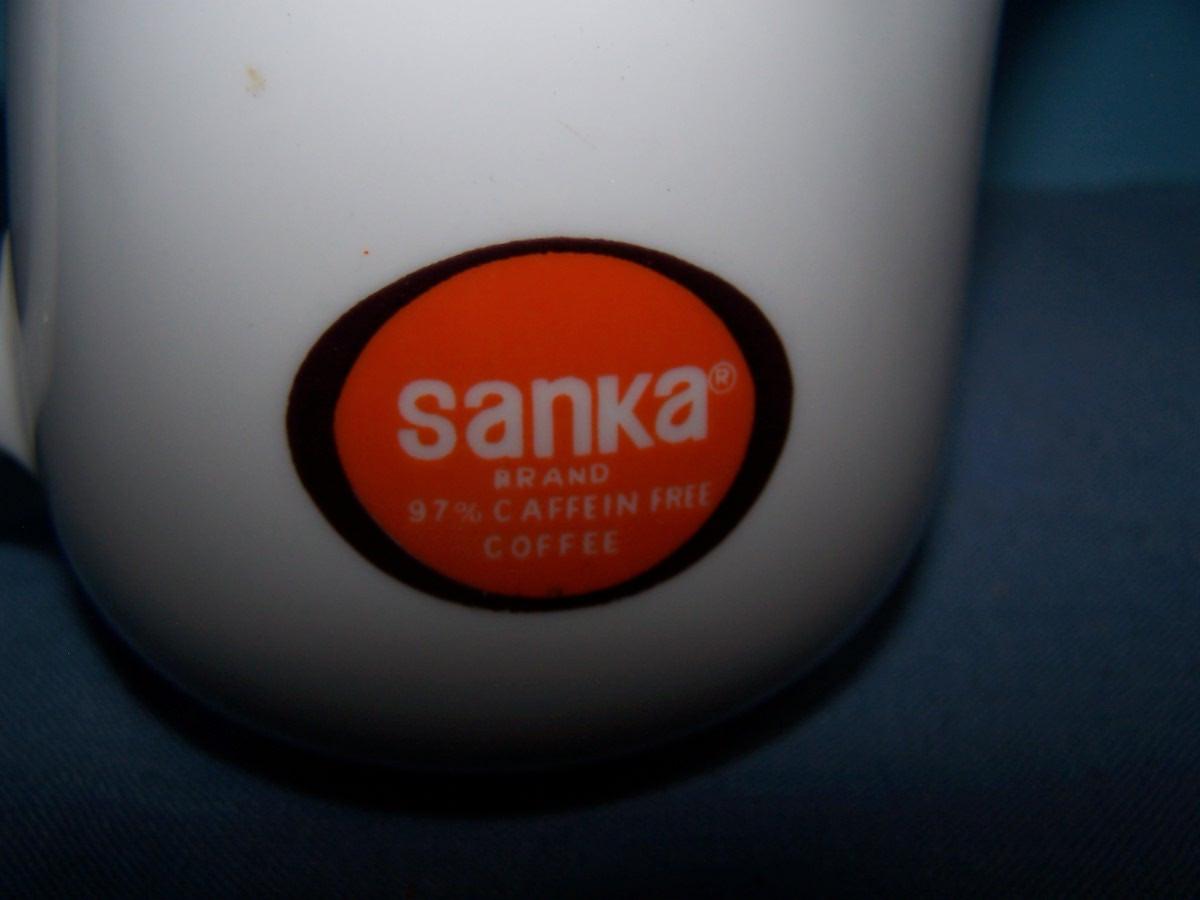 sanka®
BRAND
97% CAFFEIN FREE
COFFEE